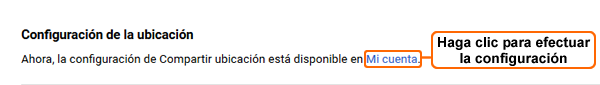 Configuración de la ubicación
Ahora, la configuración de Compartir ubicación está disponible en Mi cuenta.
Haga clic para efectuar
la configuración